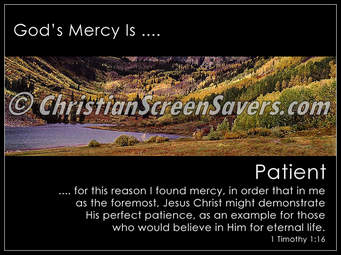 God's Mercy Is ....
© ChristianScreenSavers.com
Patient
.... for this reason I found mercy, in order that in me
as the foremost, Jesus Christ might demonstrate
His perfect patience, as an example for those
who would believe in Him for eternal life.
1 Timothy 1:16